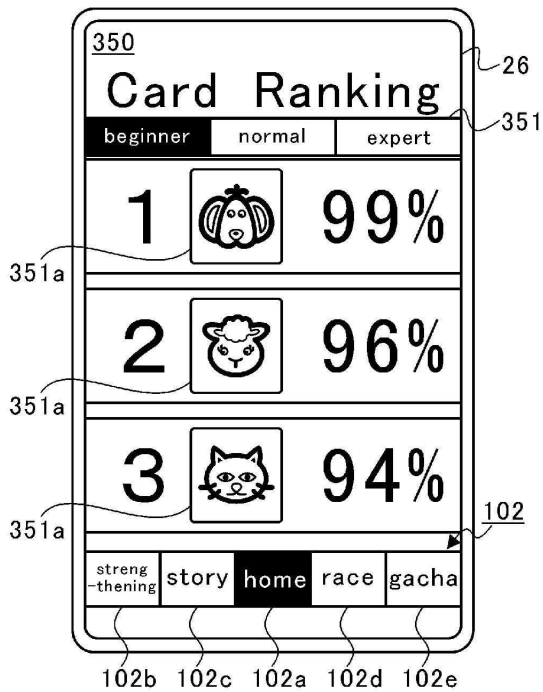 350
26
Card Ranking
351
beginner normal expert
1 99%
351a
2 96%
351a
3 94%
351a
102
streng
-thening story home race gacha
102b 102c 102a 102d 102e